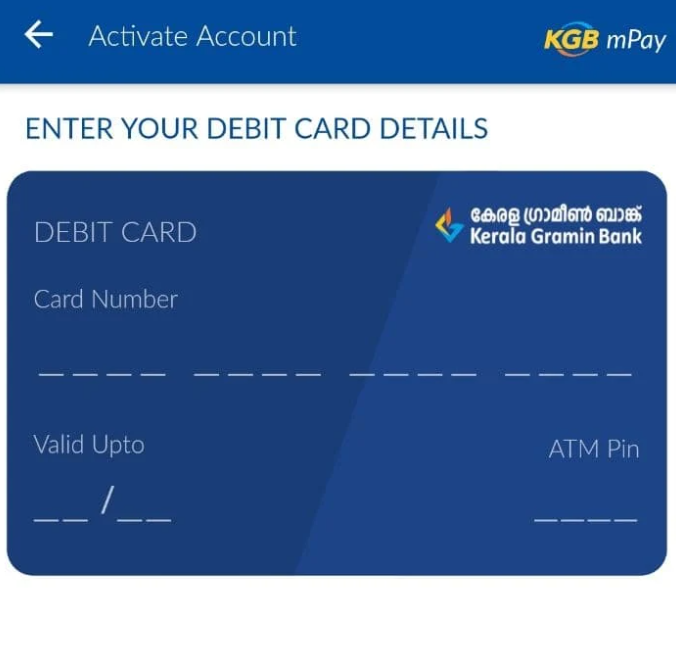 Activate Account
KGB mPay
ENTER YOUR DEBIT CARD DETAILS
DEBIT CARD
കേരള ഗ്രാമീൺ ബാങ്ക്
Kerala Gramin Bank
Card Number
_ _ _ _ _ _ _ _ _ _ _ _ _ _ _ _
Valid Upto
ATM Pin
_ _ / _ _
_ _ _ _